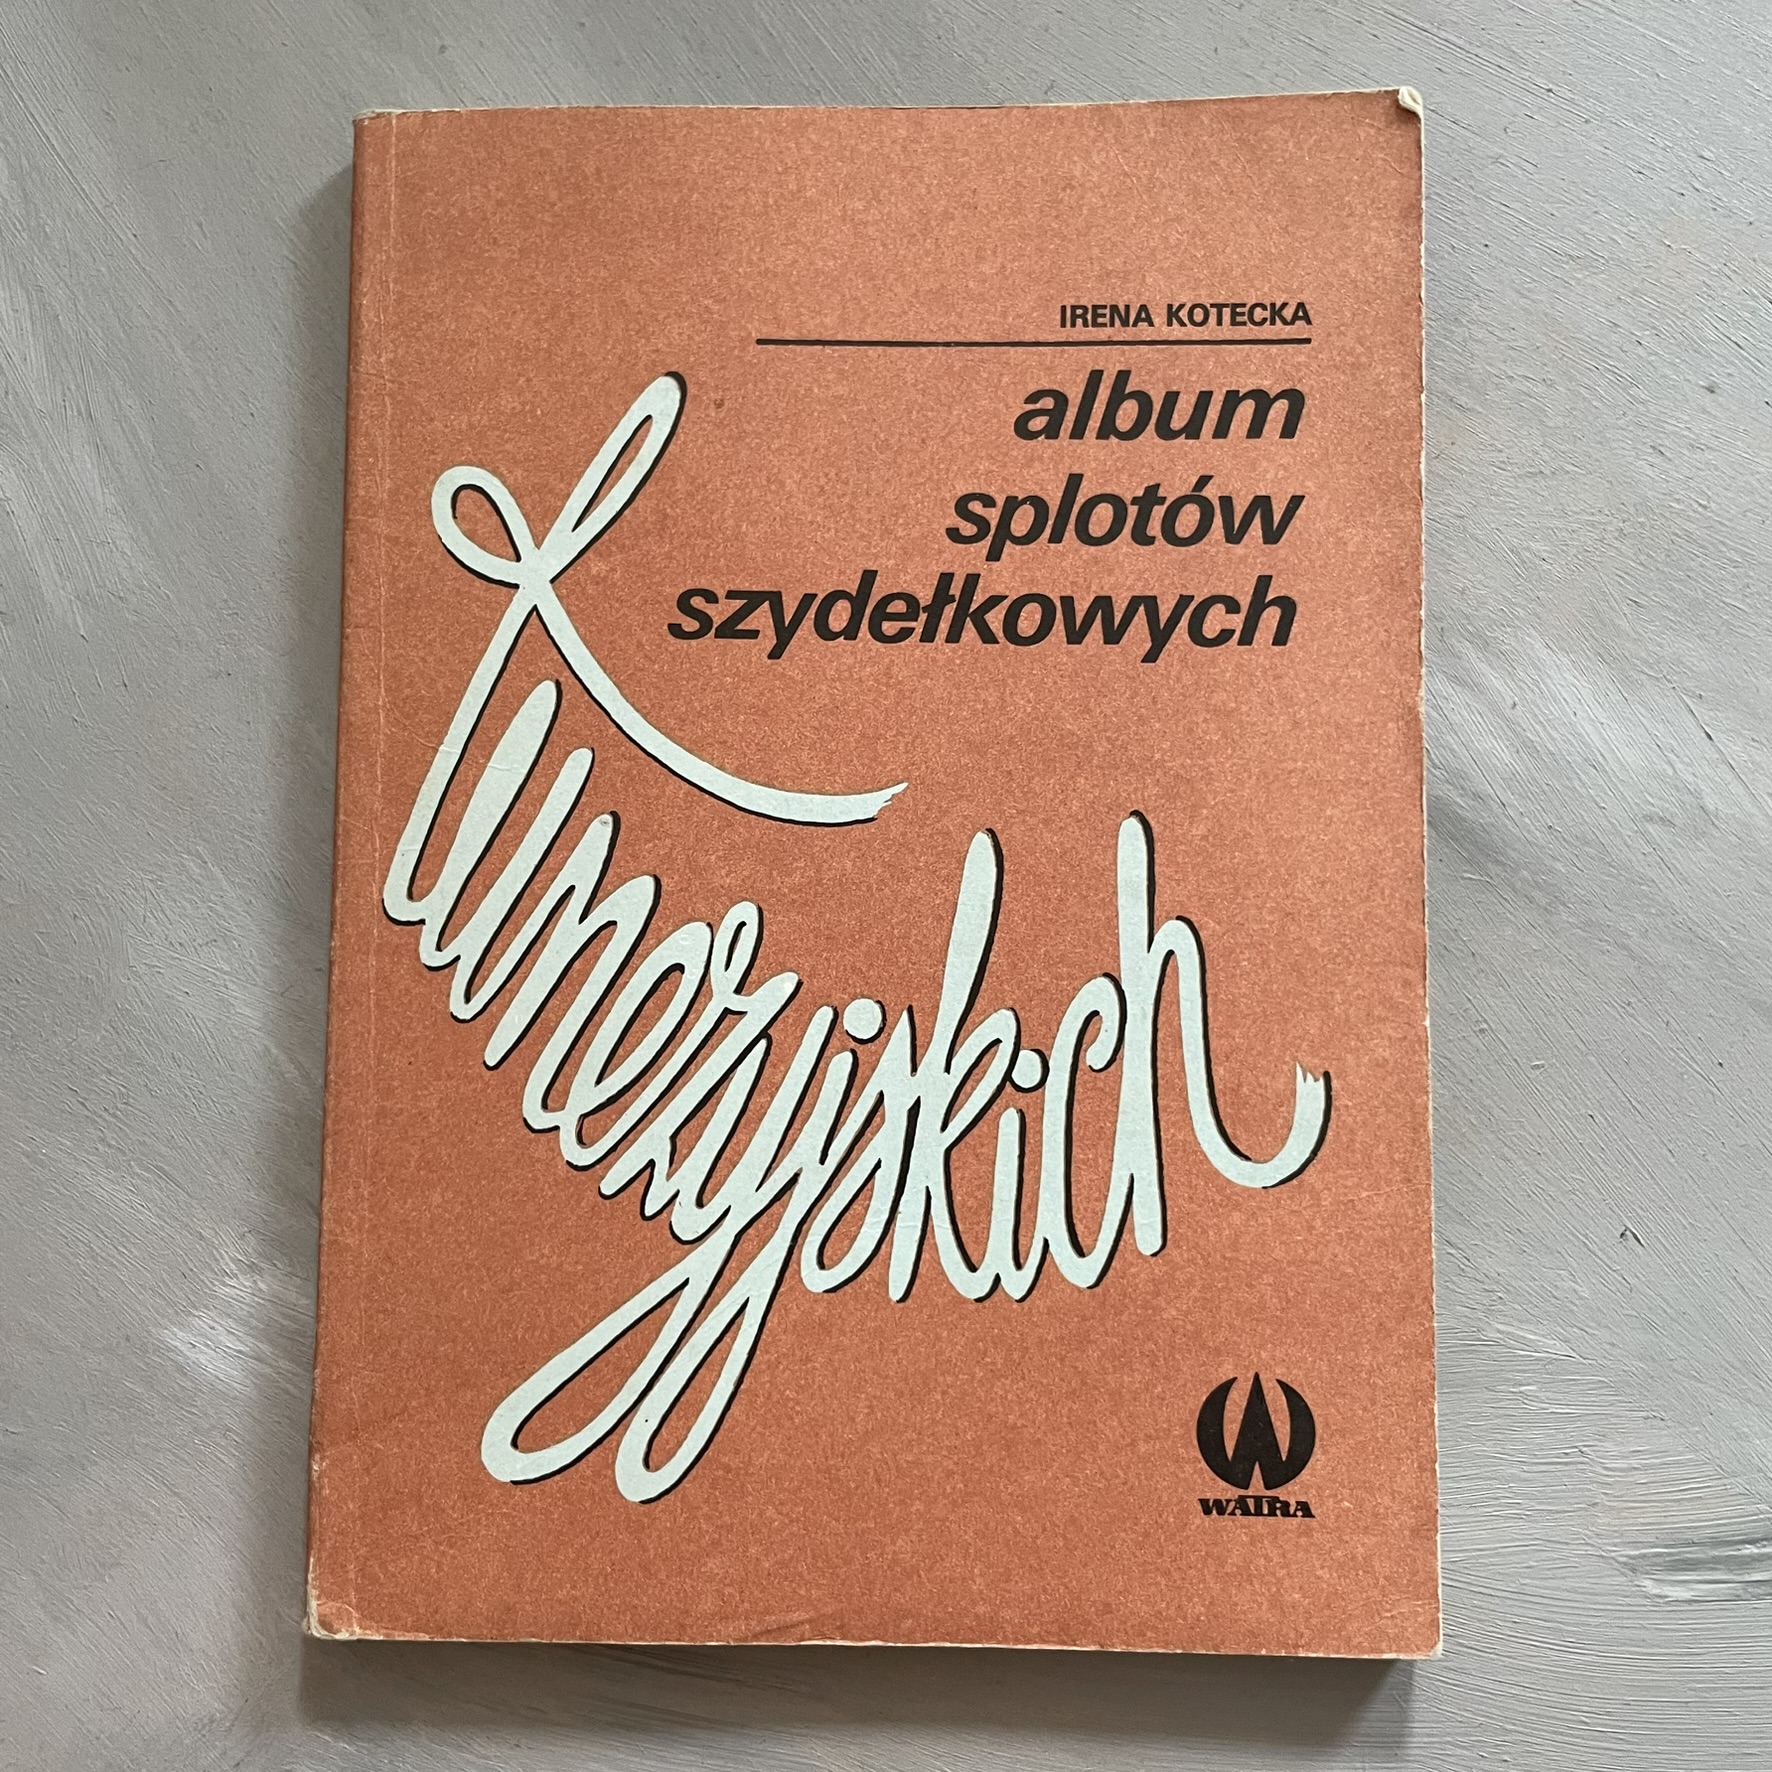 IRENA KOTECKA
album
splotów
szydełkowych
tunezyjskich
WATRA